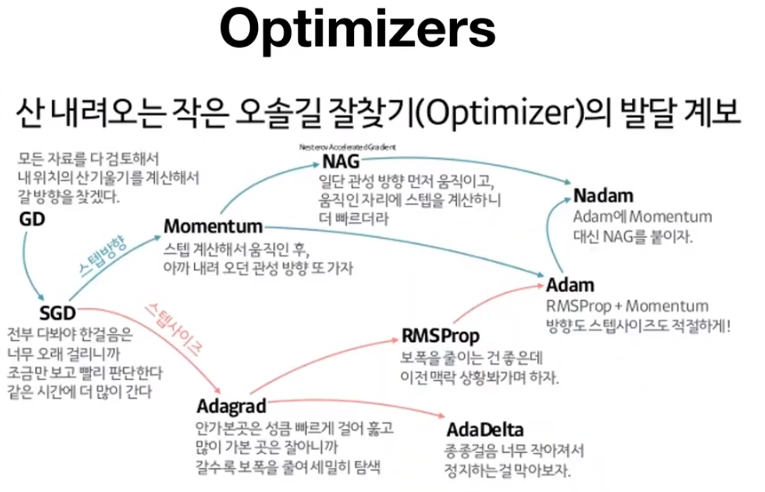 Optimizers
산 내려오는 작은 오솔길 잘찾기(Optimizer)의 발달 계보
모든 자료를 다 검토해서
내 위치의 산기울기를 계산해서
갈 방향을 찾겠다.
GD
스텝방향
SGD
전부 다봐야 한걸음은
너무 오래 걸리니까
조금만 보고 빨리 판단한다
같은 시간에 더 많이 간다
스텝사이즈
Momentum
스텝 계산해서 움직인 후,
아까 내려 오던 관성 방향 또 가자
Nesterov Accelerated Gradient
NAG
일단 관성 방향 먼저 움직이고,
움직인 자리에 스텝을 계산하니
더 빠르더라
Nadam
Adam에 Momentum
대신 NAG를 붙이자.
Adam
RMSProp + Momentum
방향도 스텝사이즈도 적절하게!
RMSProp
보폭을 줄이는 건 좋은데
이전 맥락 상황봐가며 하자.
Adagrad
안가본곳은 성큼 빠르게 걸어 훓고
많이 가본 곳은 잘아니까
갈수록 보폭을 줄여 세밀히 탐색
AdaDelta
종종걸음 너무 작아져서
정지하는걸 막아보자.